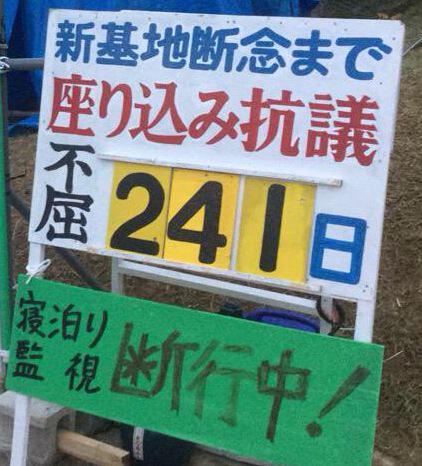 新基地断念まで
座り込み抗議
不屈 241日
寝泊り
監視 断行中!